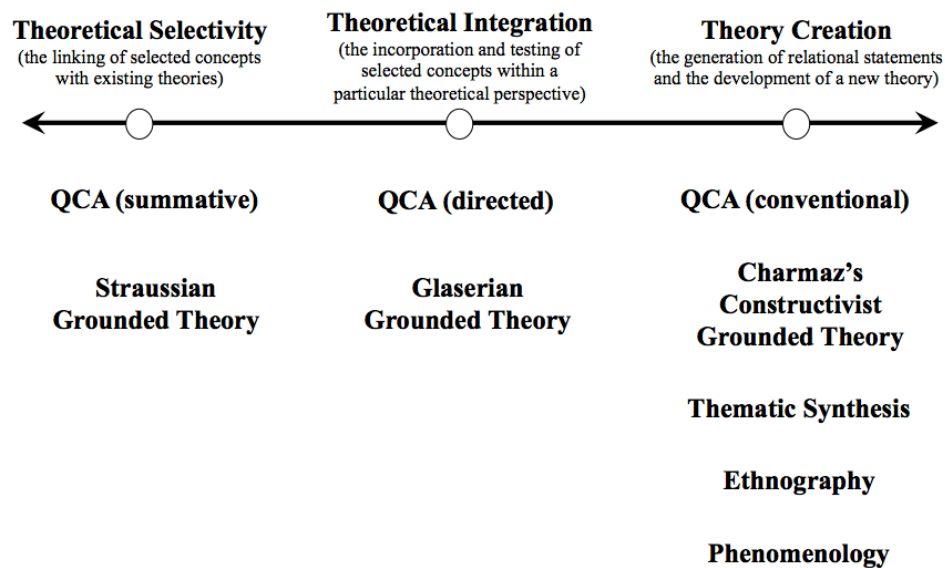 Theoretical Selectivity
(the linking of selected concepts
with existing theories)
Theoretical Integration
(the incorporation and testing of
selected concepts within a
particular theoretical perspective)
Theory Creation
(the generation of relational statements
and the development of a new theory)
QCA (summative)
QCA (directed)
QCA (conventional)
Straussian
Grounded Theory
Glaserian
Grounded Theory
Charmaz’s
Constructivist
Grounded Theory
Thematic Synthesis
Ethnography
Phenomenology